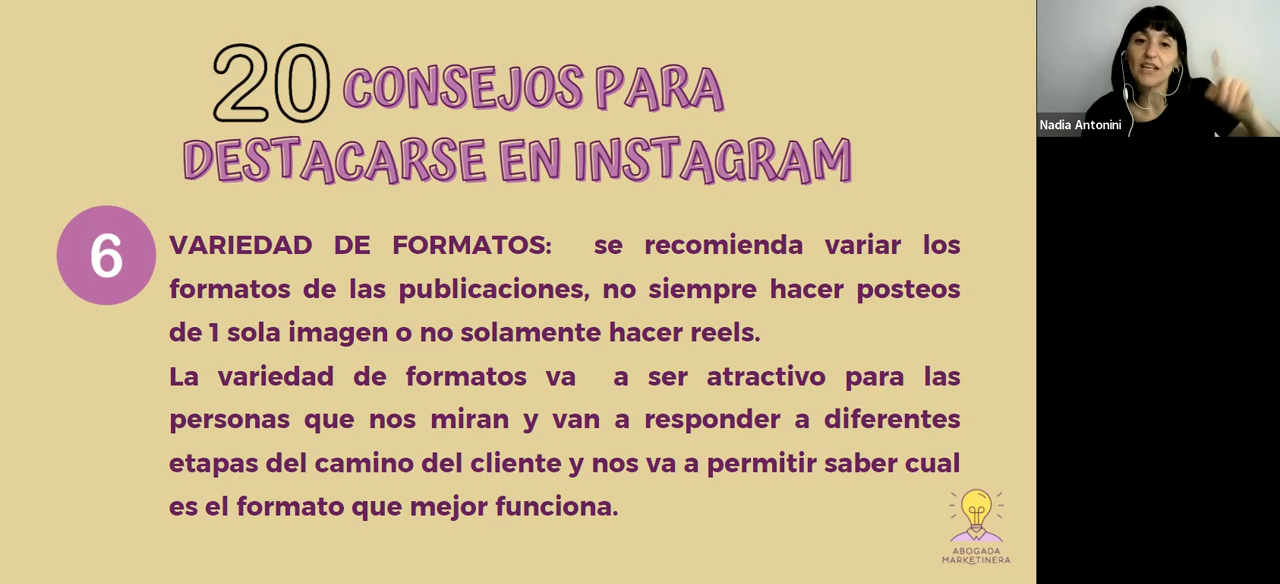 20 CONSEJOS PARA
DESTACARSE EN INSTAGRAM
6
VARIEDAD DE FORMATOS: se recomienda variar los
formatos de las publicaciones, no siempre hacer posteos
de 1 sola imagen o no solamente hacer reels.
La variedad de formatos va a ser atractivo para las
personas que nos miran y van a responder a diferentes
etapas del camino del cliente y nos va a permitir saber cual
es el formato que mejor funciona.
ABOGADA
MARKETINERA
Nadia Antonini